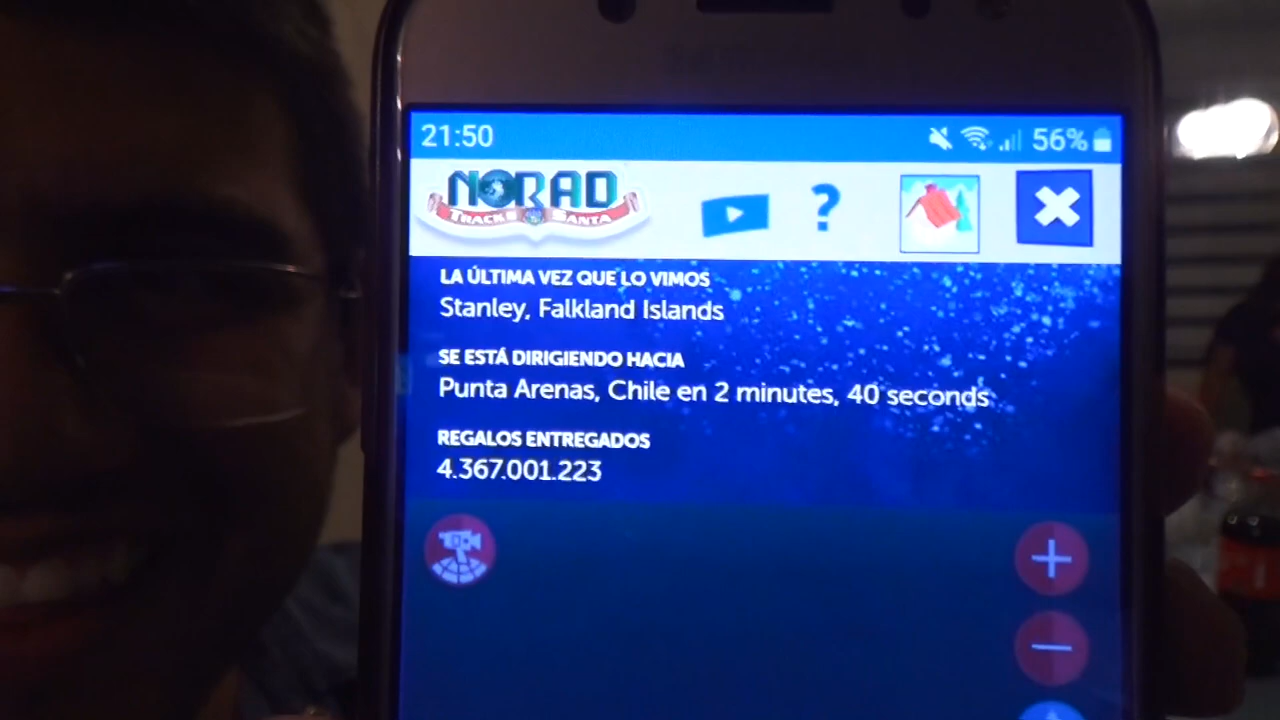 21:50
56%
NORAD
TRACKS SANTA
?
LA ÚLTIMA VEZ QUE LO VIMOS
Stanley, Falkland Islands
SE ESTÁ DIRIGIENDO HACIA
Punta Arenas, Chile en 2 minutes, 40 seconds
REGALOS ENTREGADOS
4.367.001.223